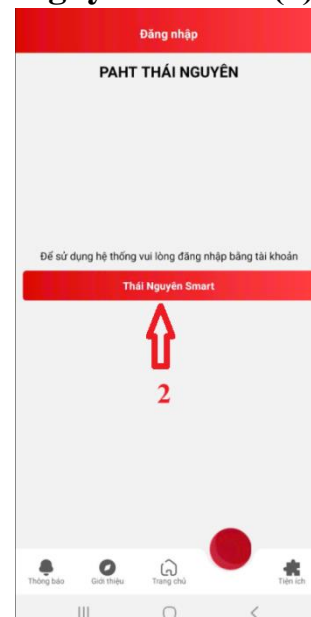 Đăng nhập
PAHT THÁI NGUYÊN
Để sử dụng hệ thống vui lòng đăng nhập bằng tài khoản
Thái Nguyên Smart
2
Thông báo
Giới thiệu
Trang chủ
Tiện ích